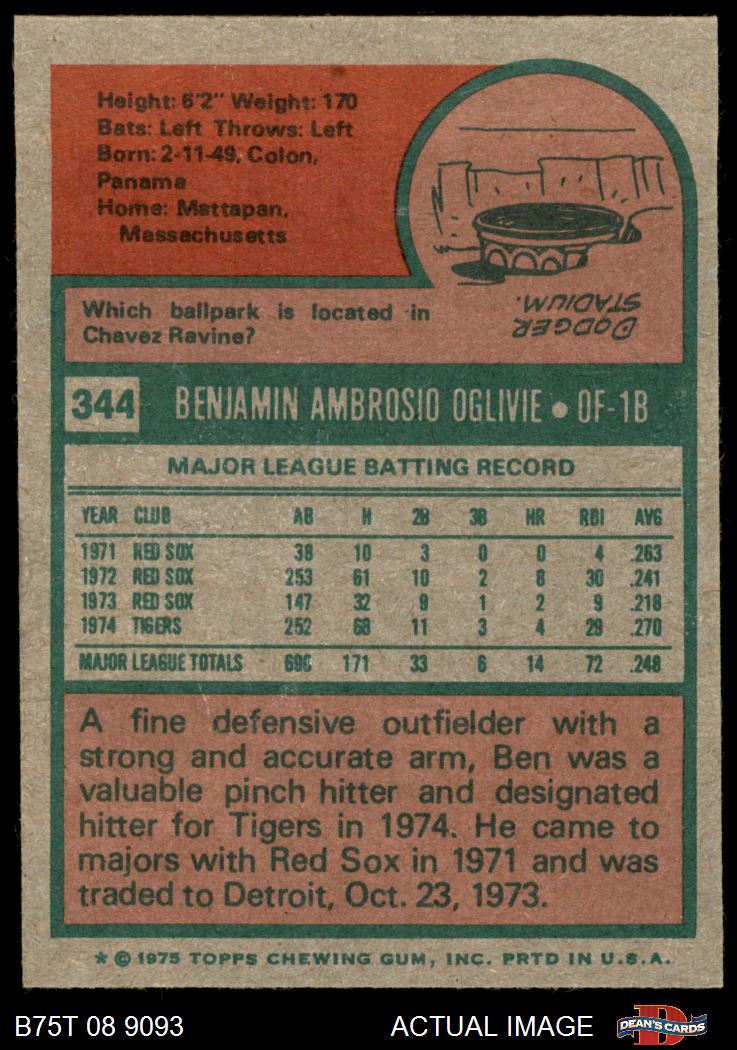 Height: 6'2" Weight: 170
Bats: Left Throws: Left
Born: 2-11-49, Colon,
Panama
Home: Mattapan,
Massachusetts
DODGER
STADIUM.
Which ballpark is located in
Chavez Ravine?
344 BENJAMIN AMBROSIO OGLIVIE • OF-1B
MAJOR LEAGUE BATTING RECORD
YEAR CLUB AB H 2B 3B HR RBI AVG
1971 RED SOX 38 10 3 0 0 4 .263
1972 RED SOX 253 61 10 2 8 30 .241
1973 RED SOX 147 32 9 1 2 9 .218
1974 TIGERS 252 68 11 3 4 29 .270
MAJOR LEAGUE TOTALS 690 171 33 6 14 72 .248
A fine defensive outfielder with a
strong and accurate arm, Ben was a
valuable pinch hitter and designated
hitter for Tigers in 1974. He came to
majors with Red Sox in 1971 and was
traded to Detroit, Oct. 23, 1973.
* © 1975 TOPPS CHEWING GUM, INC. PRTD IN U.S.A.
B75T 08 9093 ACTUAL IMAGE DEAN'S CARDS